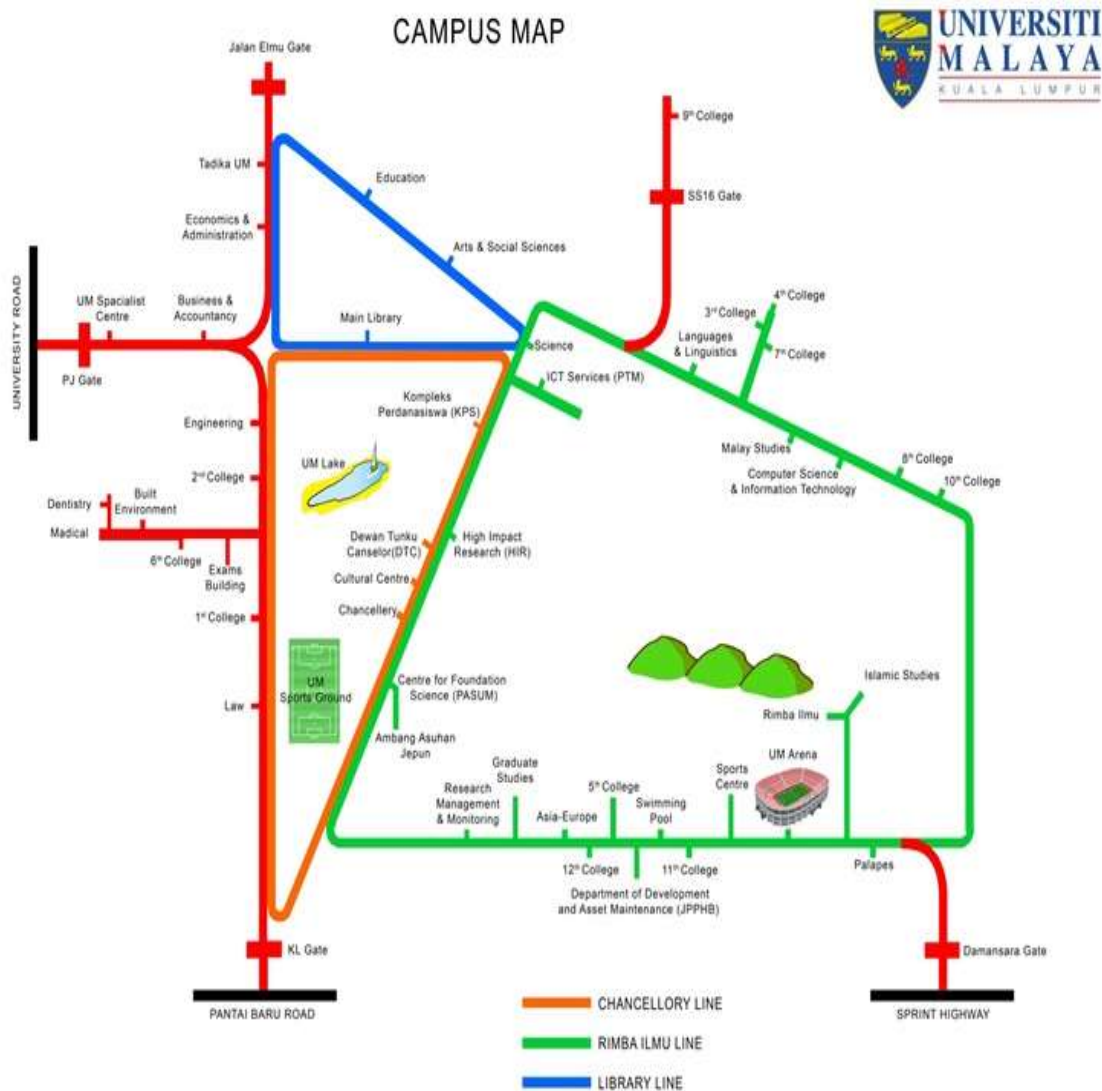 CAMPUS MAP
UNIVERSITI
MALAYA
KUALA LUMPUR
Jalan Elmu Gate
9th College
Tadika UM
Education
SS16 Gate
Economics &
Administration
Arts & Social Sciences
UNIVERSITY ROAD
UM Spacialist
Centre
Business &
Accountancy
Main Library
PJ Gate
4th College
3rd College
7th College
Languages
& Linguistics
Science
ICT Services (PTM)
Kompleks
Perdanasiswa (KPS)
Engineering
Malay Studies
Computer Science
& Information Technology
8th College
10th College
UM Lake
2nd College
Dentistry
Built
Environment
Madical
6th College
Exams
Building
Dewan Tunku
Canselor(DTC)
High Impact
Research (HIR)
Cultural Centre
Chancellery
1st College
UM
Sports Ground
Law
Centre for Foundation
Science (PASUM)
Ambang Asuhan
Jepun
Islamic Studies
Rimba Ilmu
UM Arena
Sports
Centre
Graduate
Studies
Research
Management
& Monitoring
Asia-Europe
5th College
Swimming
Pool
12th College
11th College
Palapes
Department of Development
and Asset Maintenance (JPPHB)
KL Gate
Damansara Gate
PANTAI BARU ROAD
SPRINT HIGHWAY
CHANCELLORY LINE
RIMBA ILMU LINE
LIBRARY LINE